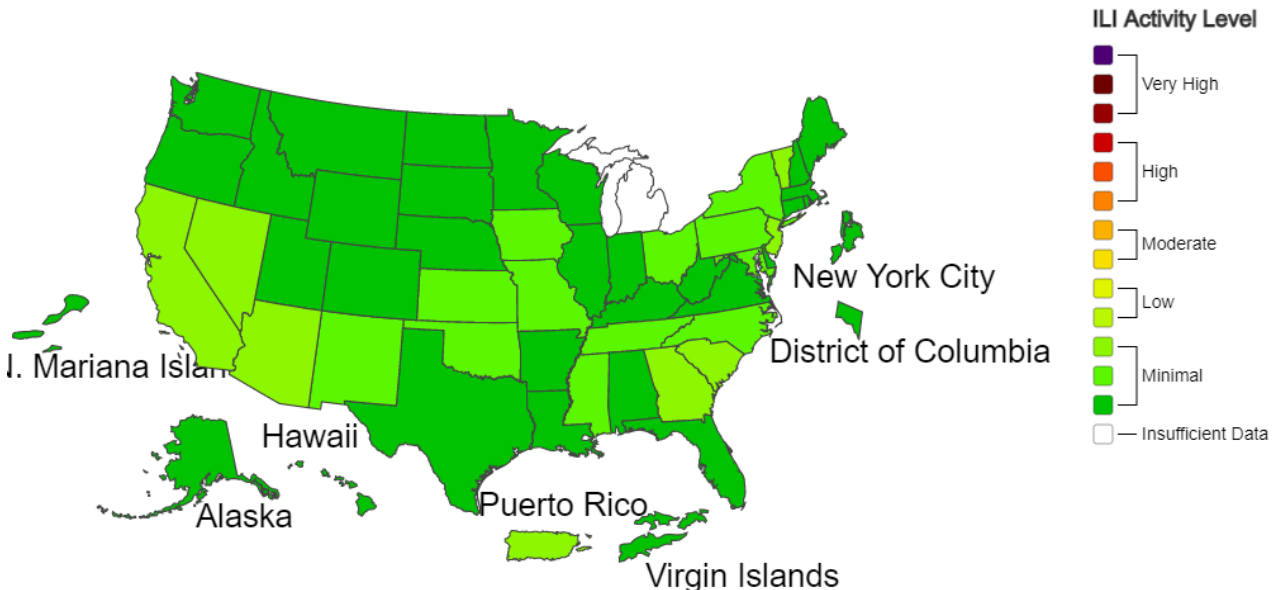 ILI Activity Level
Very High
High
Moderate
Low
Minimal
Insufficient Data
New York City
District of Columbia
N. Mariana Islan
Hawaii
Alaska
Puerto Rico
Virgin Islands